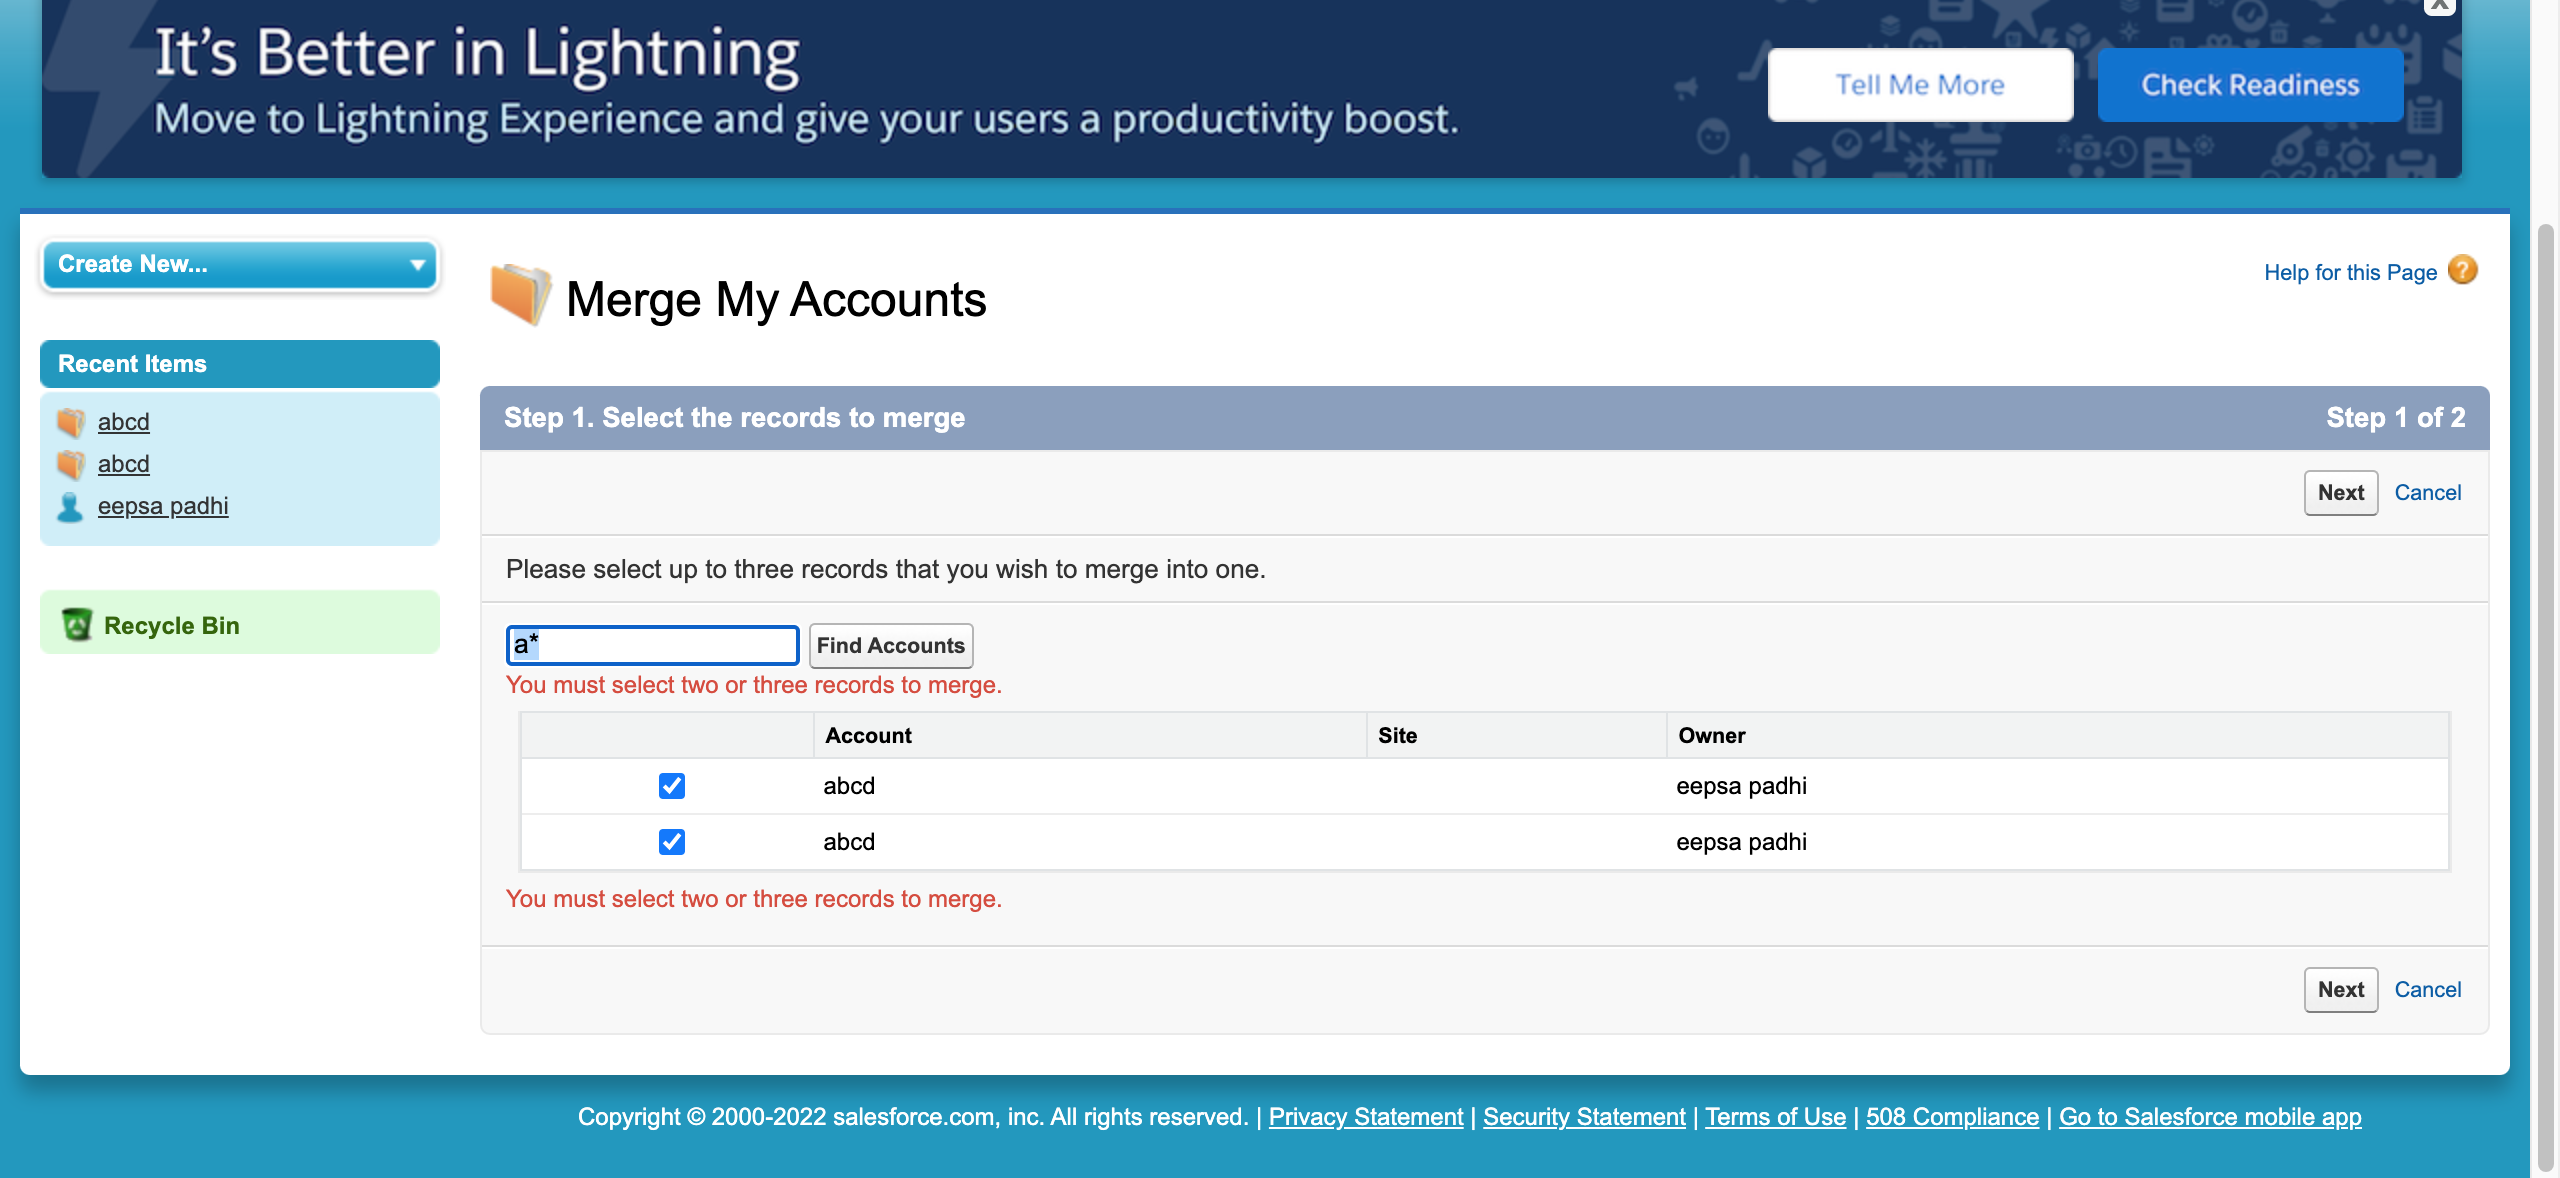 It's Better in Lightning
Move to Lightning Experience and give your users a productivity boost.
Tell Me More
Check Readiness
X
Create New...
Recent Items
abcd
abcd
eepsa padhi
Recycle Bin
Merge My Accounts
Help for this Page ?
Step 1. Select the records to merge
Step 1 of 2
Next Cancel
Please select up to three records that you wish to merge into one.
a* Find Accounts
You must select two or three records to merge.
Account Site Owner
abcd eepsa padhi
abcd eepsa padhi
You must select two or three records to merge.
Next Cancel
Copyright © 2000-2022 salesforce.com, inc. All rights reserved. | Privacy Statement | Security Statement | Terms of Use | 508 Compliance | Go to Salesforce mobile app